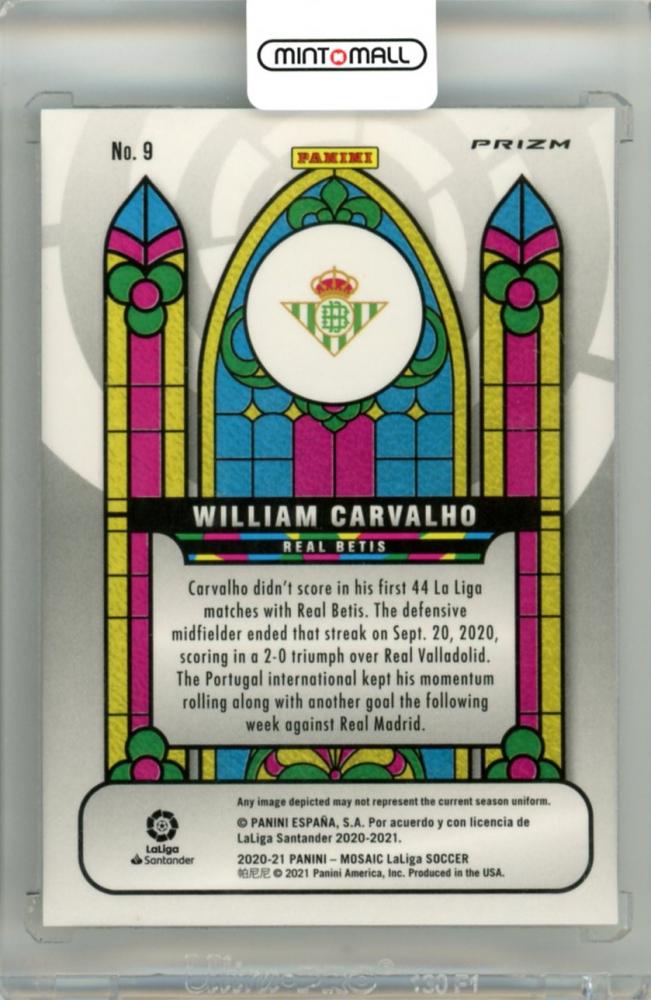 MINT MALL
No. 9
PRIZM
PANINI
WILLIAM CARVALHO
REAL BETIS
Carvalho didn't score in his first 44 La Liga
matches with Real Betis. The defensive
midfielder ended that streak on Sept. 20, 2020,
scoring in a 2-0 triumph over Real Valladolid.
The Portugal international kept his momentum
rolling along with another goal the following
week against Real Madrid.
Any image depicted may not represent the current season uniform.
© PANINI ESPAÑA, S.A. Por acuerdo y con licencia de
LaLiga Santander 2020-2021.
LaLiga
Santander
2020-21 PANINI – MOSAIC LaLiga SOCCER
帕尼尼 © 2021 Panini America, Inc. Produced in the USA.